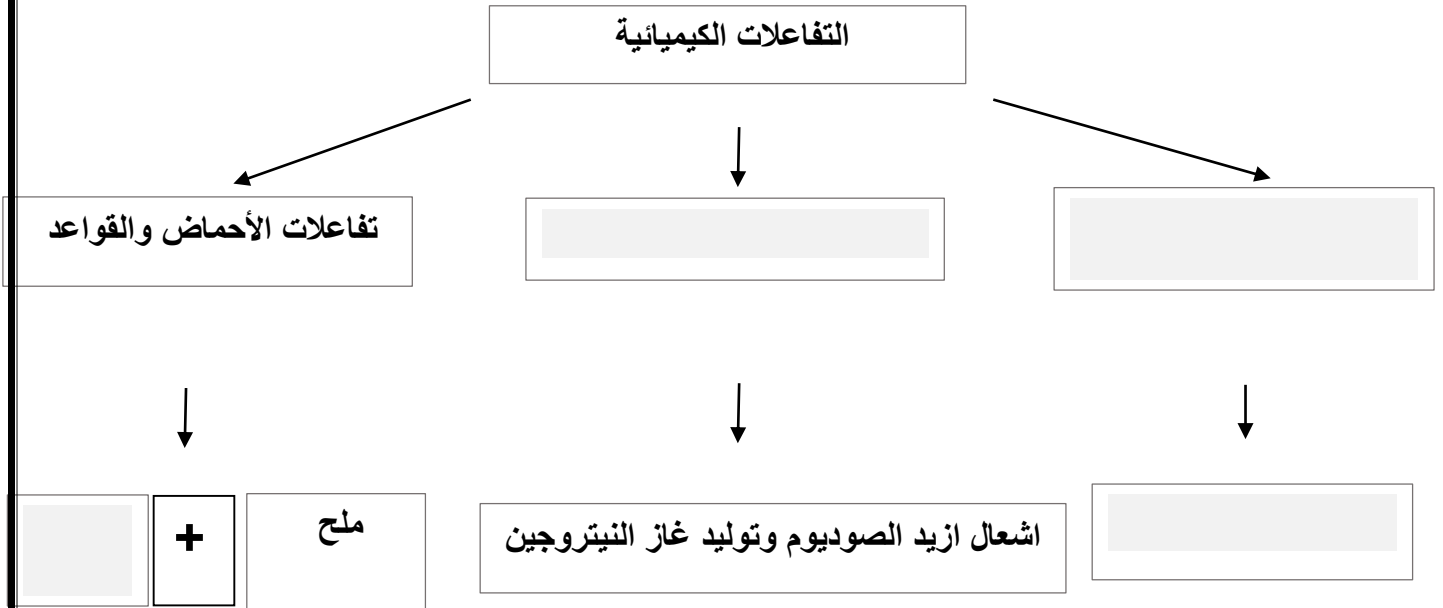 التفاعلات الكيميائية
تفاعلات الأحماض والقواعد
اشعال ازيد الصوديوم وتوليد غاز النيتروجين
ملح
+